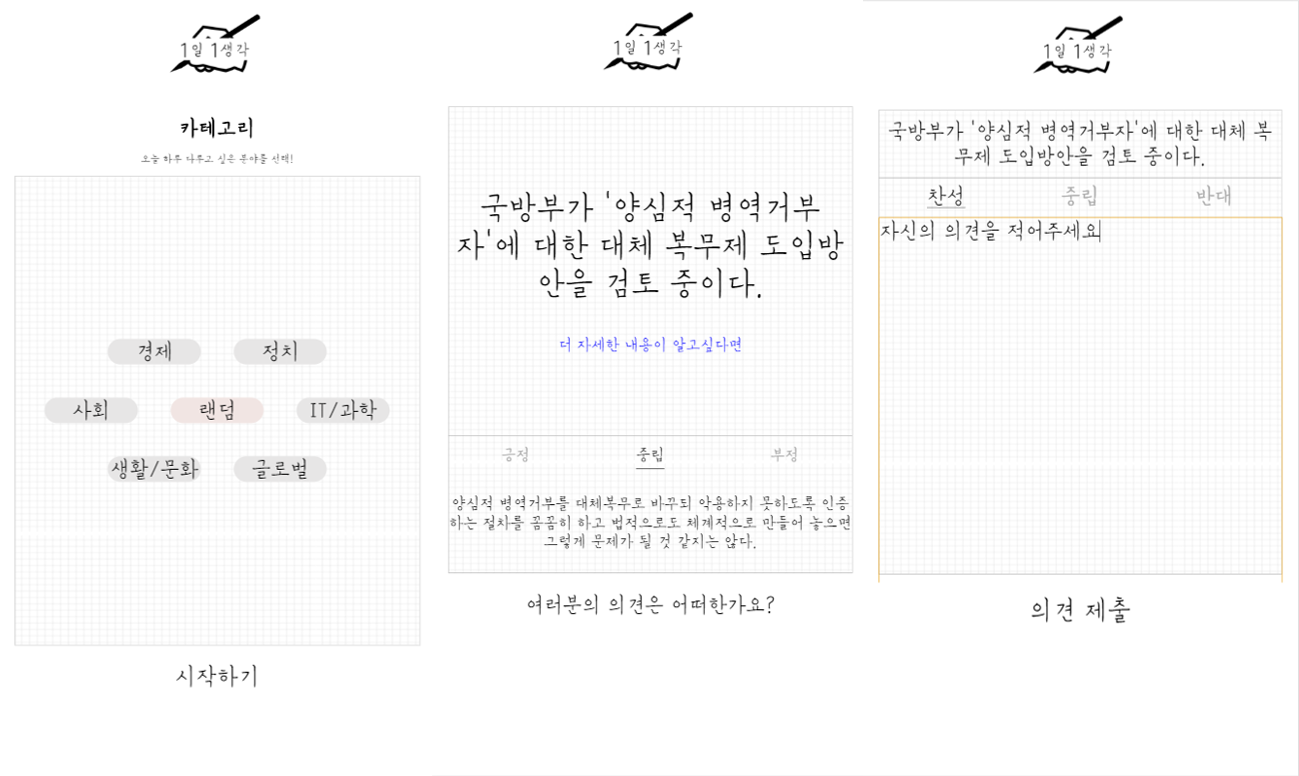 1일 1생각
카테고리
오늘 하루 나누고 싶은 분야를 선택!
경제
정치
사회
랜덤
IT/과학
생활/문화
글로벌
시작하기
1일 1생각
국방부가 '양심적 병역거부
자'에 대한 대체 복무제 도입방
안을 검토 중이다.
더 자세한 내용이 알고싶다면
긍정
중립
부정
양심적 병역거부를 대체복무로 바꾸되 악용하지 못하도록 인증
하는 절차를 꼼꼼히 하고 법적으로도 체계적으로 만들어 놓으면
그렇게 문제가 될 것 같지는 않다.
여러분의 의견은 어떠한가요?
1일 1생각
국방부가 '양심적 병역거부자'에 대한 대체 복
무제 도입방안을 검토 중이다.
찬성
중립
반대
자신의 의견을 적어주세요
의견 제출